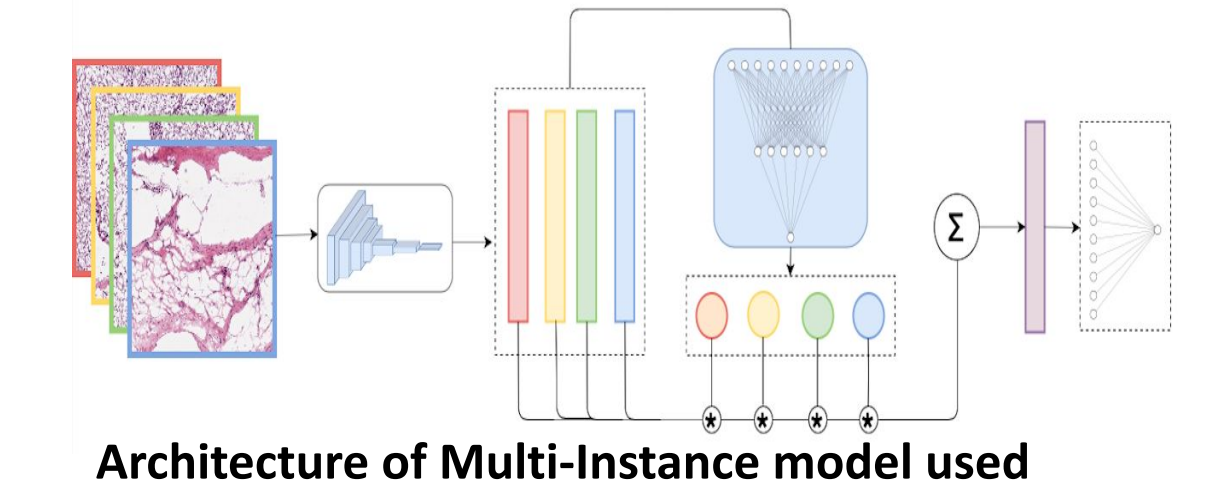 Σ
* * * *
Architecture of Multi-Instance model used